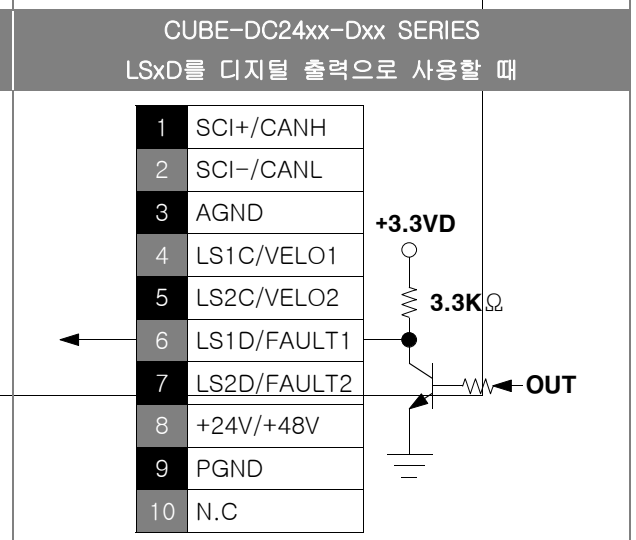 CUBE-DC24xx-Dxx SERIES
LSxD를 디지털 출력으로 사용할 때
1 SCI+/CANH
2 SCI-/CANL
3 AGND
+3.3VD
4 LS1C/VELO1
5 LS2C/VELO2
3.3KΩ
6 LS1D/FAULT1
7 LS2D/FAULT2
OUT
8 +24V/+48V
9 PGND
10 N.C